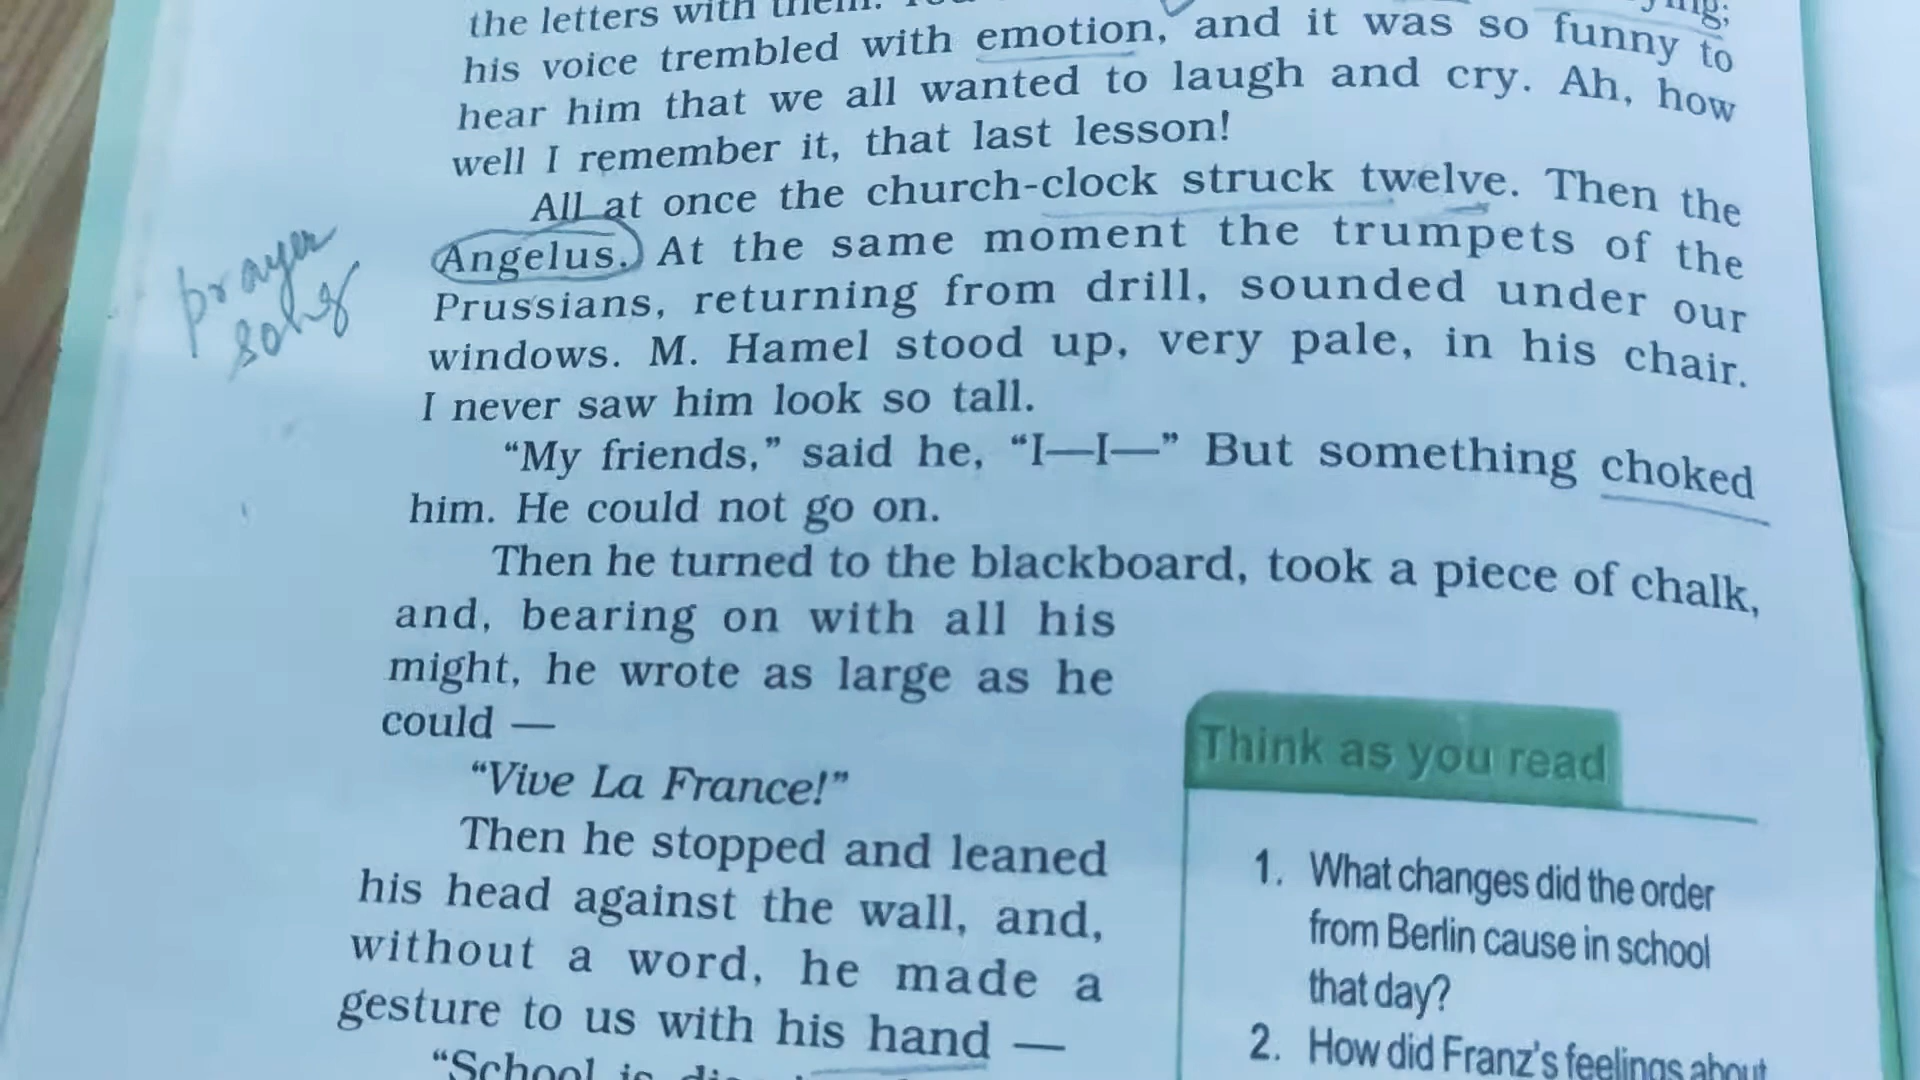 the letters with them.
his voice trembled with emotion, and it was so funny to
hear him that we all wanted to laugh and cry. Ah, how
well I remember it, that last lesson!
All at once the church-clock struck twelve. Then the
Angelus. At the same moment the trumpets of the
Prussians, returning from drill, sounded under our
windows. M. Hamel stood up, very pale, in his chair.
I never saw him look so tall.
“My friends,” said he, “I—I—” But something choked
him. He could not go on.
Then he turned to the blackboard, took a piece of chalk,
and, bearing on with all his
might, he wrote as large as he
could —
“Vive La France!”
Then he stopped and leaned
his head against the wall, and,
without a word, he made a
gesture to us with his hand —
“School is
prayer
song
Think as you read
1. What changes did the order
from Berlin cause in school
that day?
2. How did Franz's feelings about